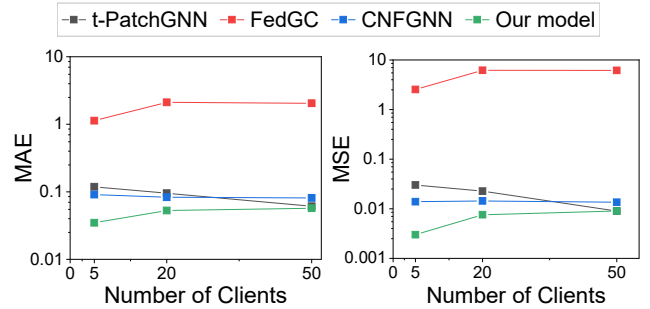 t-PatchGNN FedGC CNFGNN Our model
10
1
0.1
0.01
MAE
0 5 20 50
Number of Clients
10
1
0.1
0.01
0.001
MSE
0 5 20 50
Number of Clients